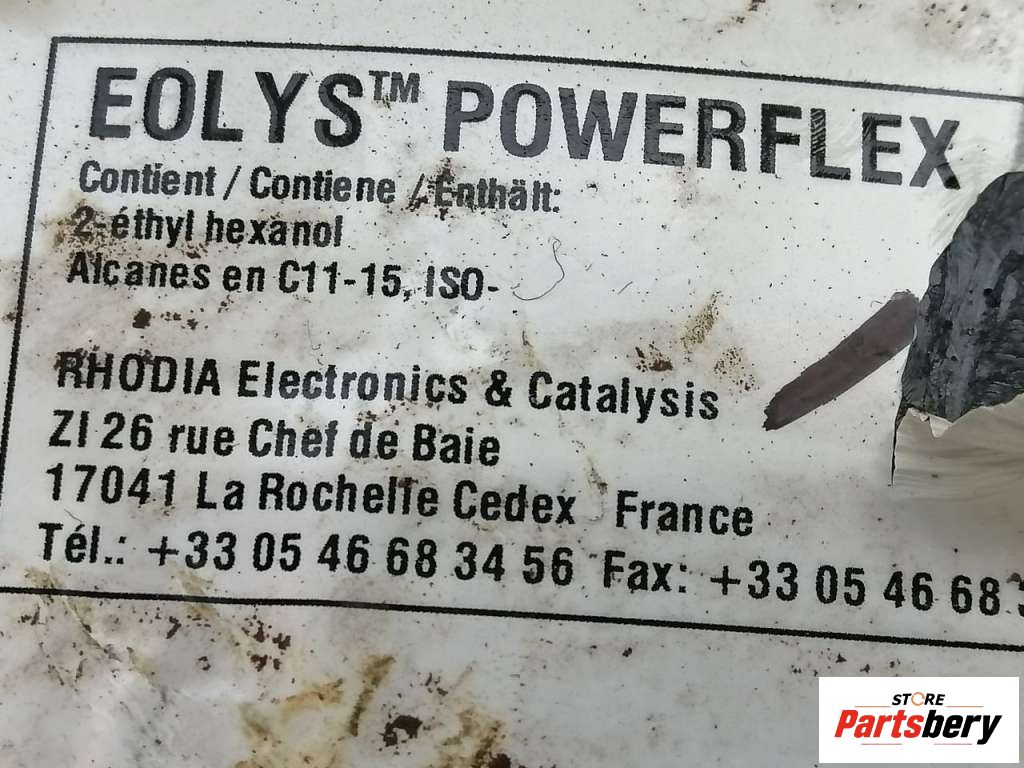 EOLYS™ POWERFLEX
Contient / Contiene / Enthält:
2-éthyl hexanol
Alcanes en C11-15, ISO-
RHODIA Electronics & Catalysis
ZI 26 rue Chef de Baie
17041 La Rochelle Cedex France
Tél.: +33 05 46 68 34 56 Fax: +33 05 46 68
STORE
Partsbery